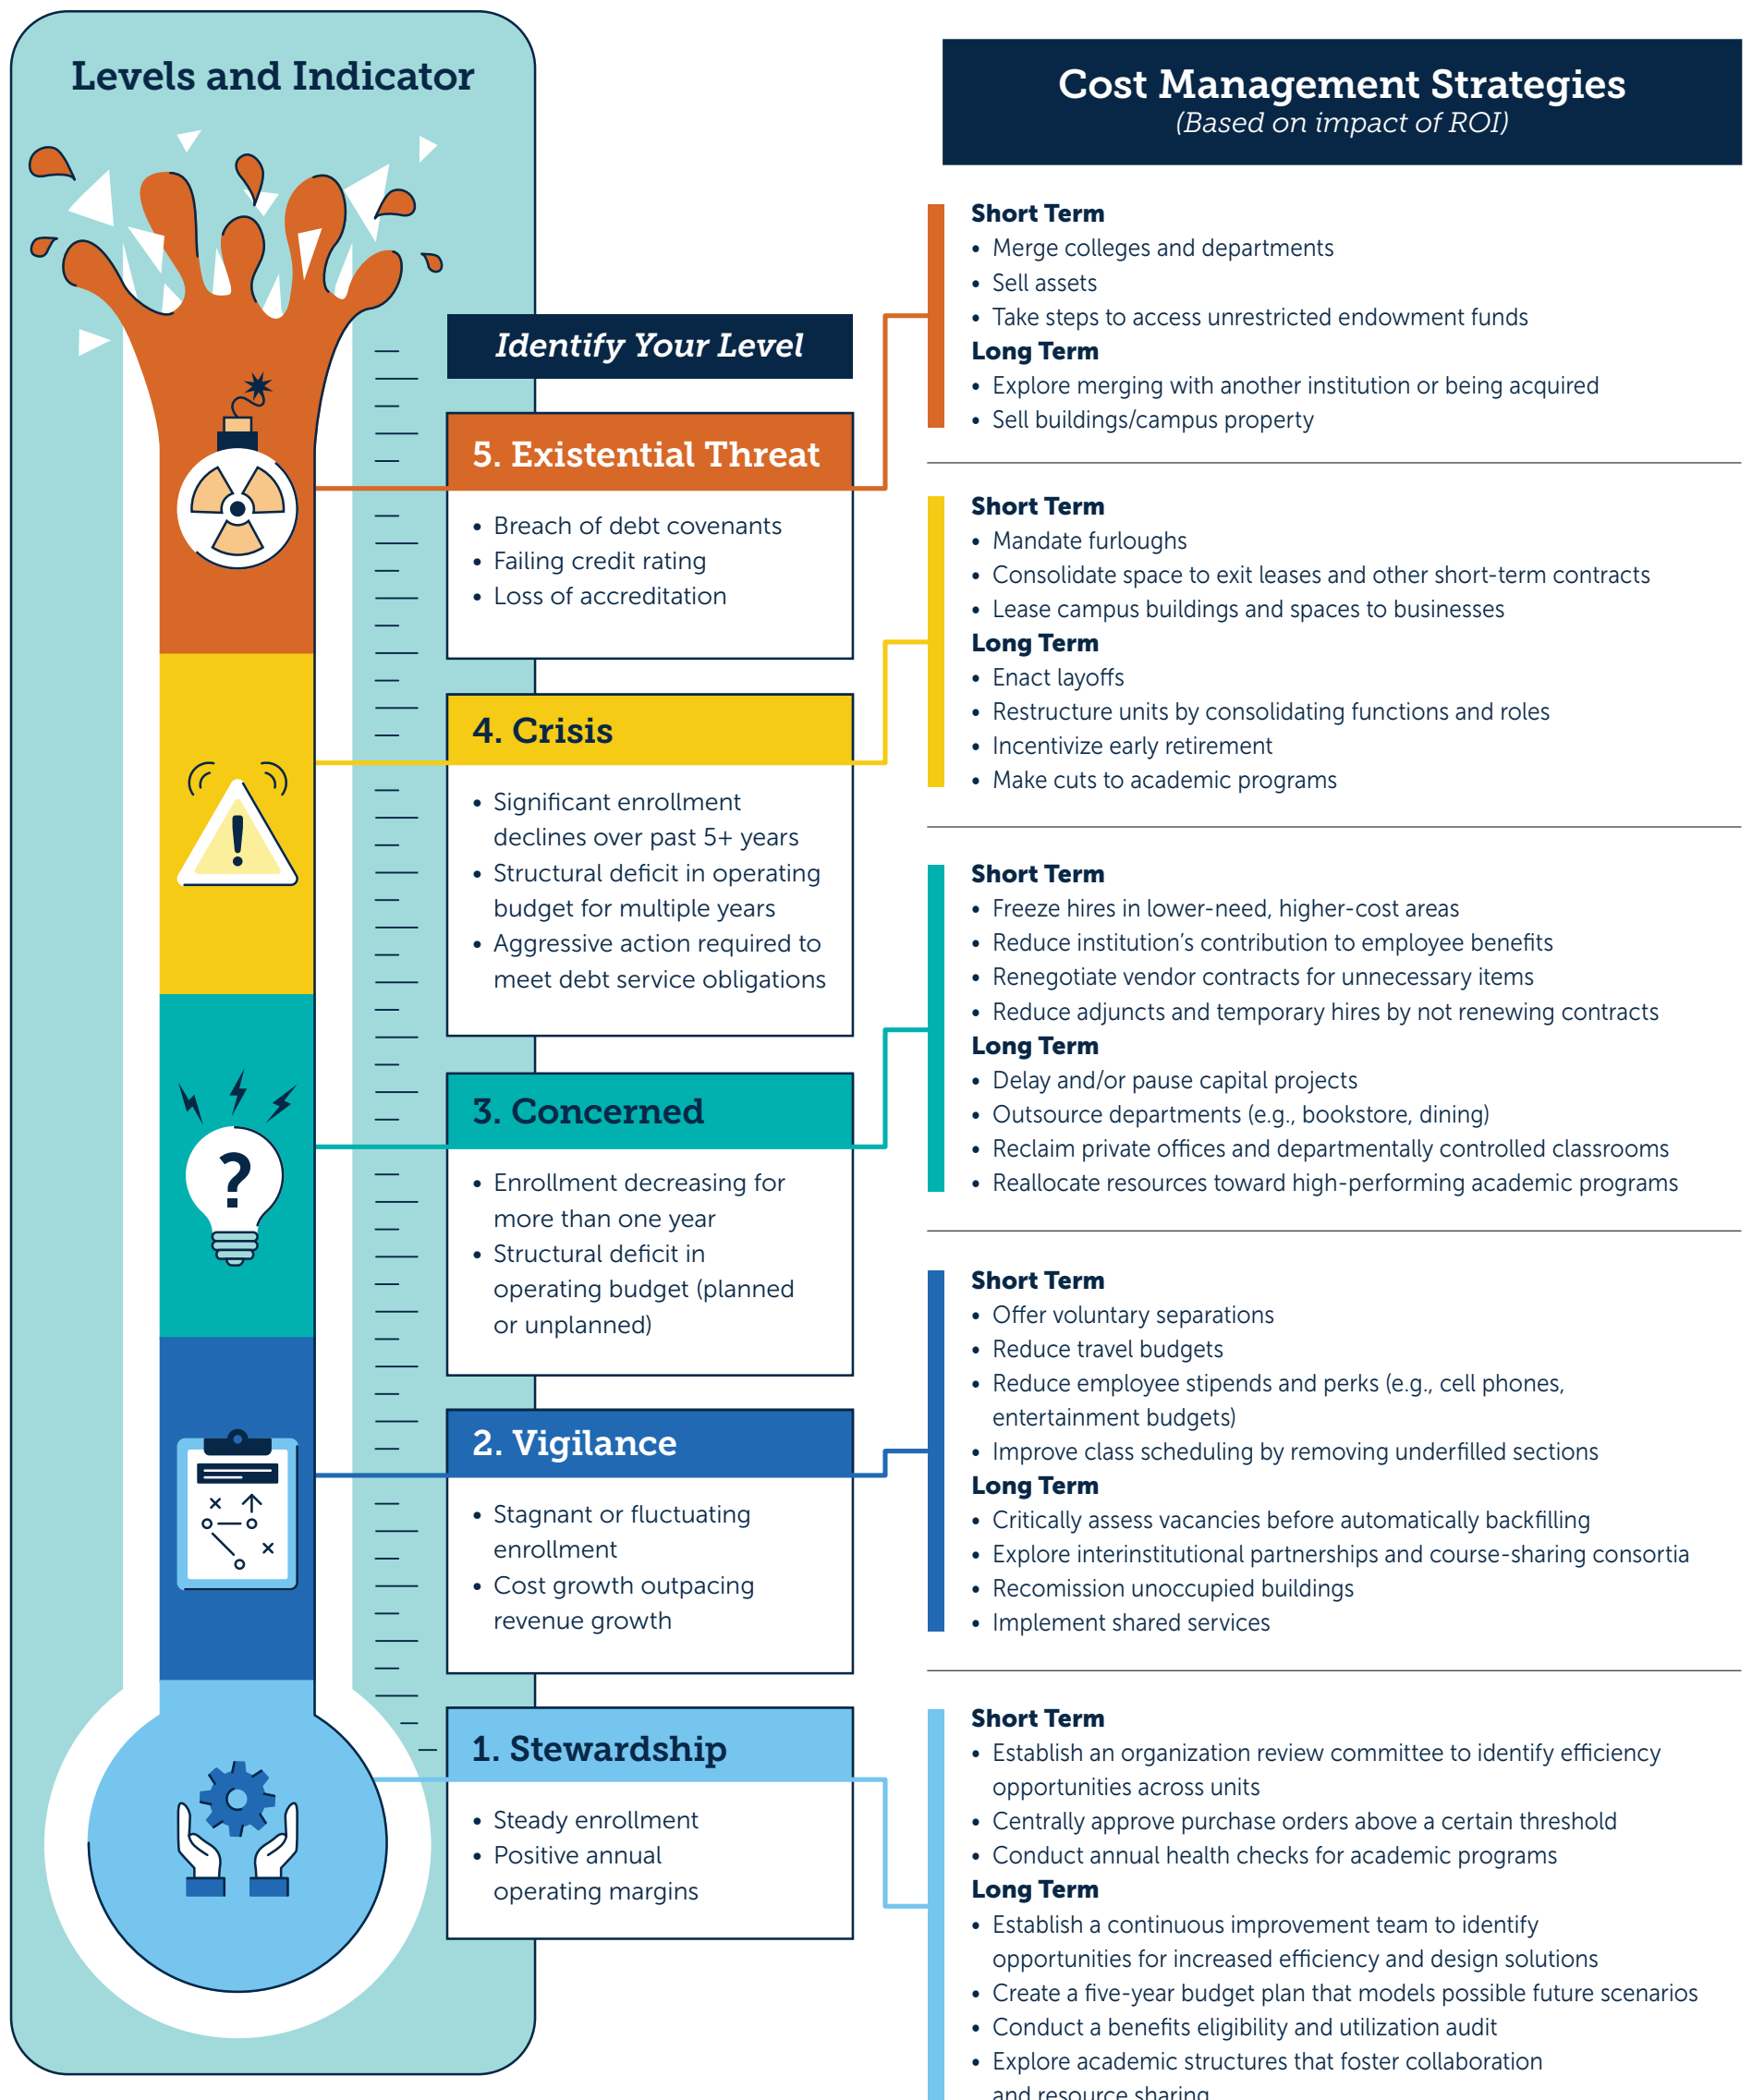 Levels and Indicator
Cost Management Strategies
(Based on impact of ROI)
Identify Your Level
5. Existential Threat
• Breach of debt covenants
• Failing credit rating
• Loss of accreditation
Short Term
• Merge colleges and departments
• Sell assets
• Take steps to access unrestricted endowment funds
Long Term
• Explore merging with another institution or being acquired
• Sell buildings/campus property
4. Crisis
• Significant enrollment
declines over past 5+ years
• Structural deficit in operating
budget for multiple years
• Aggressive action required to
meet debt service obligations
Short Term
• Mandate furloughs
• Consolidate space to exit leases and other short-term contracts
• Lease campus buildings and spaces to businesses
Long Term
• Enact layoffs
• Restructure units by consolidating functions and roles
• Incentivize early retirement
• Make cuts to academic programs
3. Concerned
• Enrollment decreasing for
more than one year
• Structural deficit in
operating budget (planned
or unplanned)
Short Term
• Freeze hires in lower-need, higher-cost areas
• Reduce institution's contribution to employee benefits
• Renegotiate vendor contracts for unnecessary items
• Reduce adjuncts and temporary hires by not renewing contracts
Long Term
• Delay and/or pause capital projects
• Outsource departments (e.g., bookstore, dining)
• Reclaim private offices and departmentally controlled classrooms
• Reallocate resources toward high-performing academic programs
2. Vigilance
• Stagnant or fluctuating
enrollment
• Cost growth outpacing
revenue growth
Short Term
• Offer voluntary separations
• Reduce travel budgets
• Reduce employee stipends and perks (e.g., cell phones,
entertainment budgets)
• Improve class scheduling by removing underfilled sections
Long Term
• Critically assess vacancies before automatically backfilling
• Explore interinstitutional partnerships and course-sharing consortia
• Recomission unoccupied buildings
• Implement shared services
1. Stewardship
• Steady enrollment
• Positive annual
operating margins
Short Term
• Establish an organization review committee to identify efficiency
opportunities across units
• Centrally approve purchase orders above a certain threshold
• Conduct annual health checks for academic programs
Long Term
• Establish a continuous improvement team to identify
opportunities for increased efficiency and design solutions
• Create a five-year budget plan that models possible future scenarios
• Conduct a benefits eligibility and utilization audit
• Explore academic structures that foster collaboration
and resource sharing